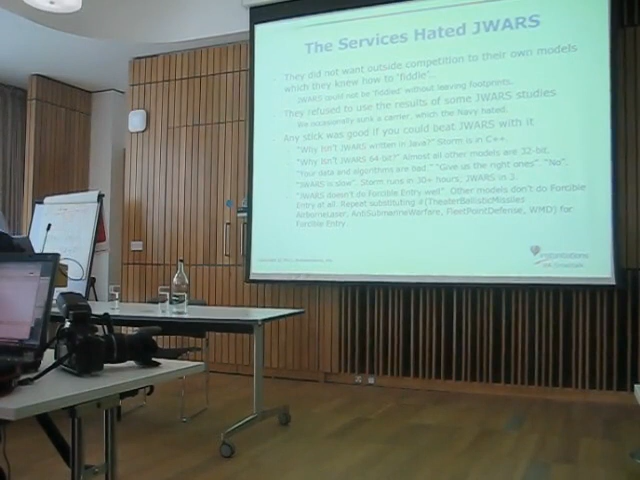 The Services Hated JWARS
They did not want outside competition to their own models
which they knew how to 'fiddle'.
JWARS could not be 'fiddled' without leaving footprints.
They refused to use the results of some JWARS studies
We occasionally sunk a carrier, which the Navy hated.
Any stick was good if you could beat JWARS with it
"Why Isn't JWARS written in Java?" Storm is in C++.
"Why isn't JWARS 64 bit?" Almost all other models are 32-bit.
"Your data and algorithms are bad." "Give us the right ones". "No".
"JWARS is slow". Storm runs in 30+ hours, JWARS in 3.
"JWARS doesn't do Forcible Entry well". Other models don't do Forcible
Entry at all. Repeat substituting #(TheaterBallisticMissiles
AirborneLaser, AntiSubmarineWarfare, FleetPointDefense, WMD) for
Forcible Entry
instantiations